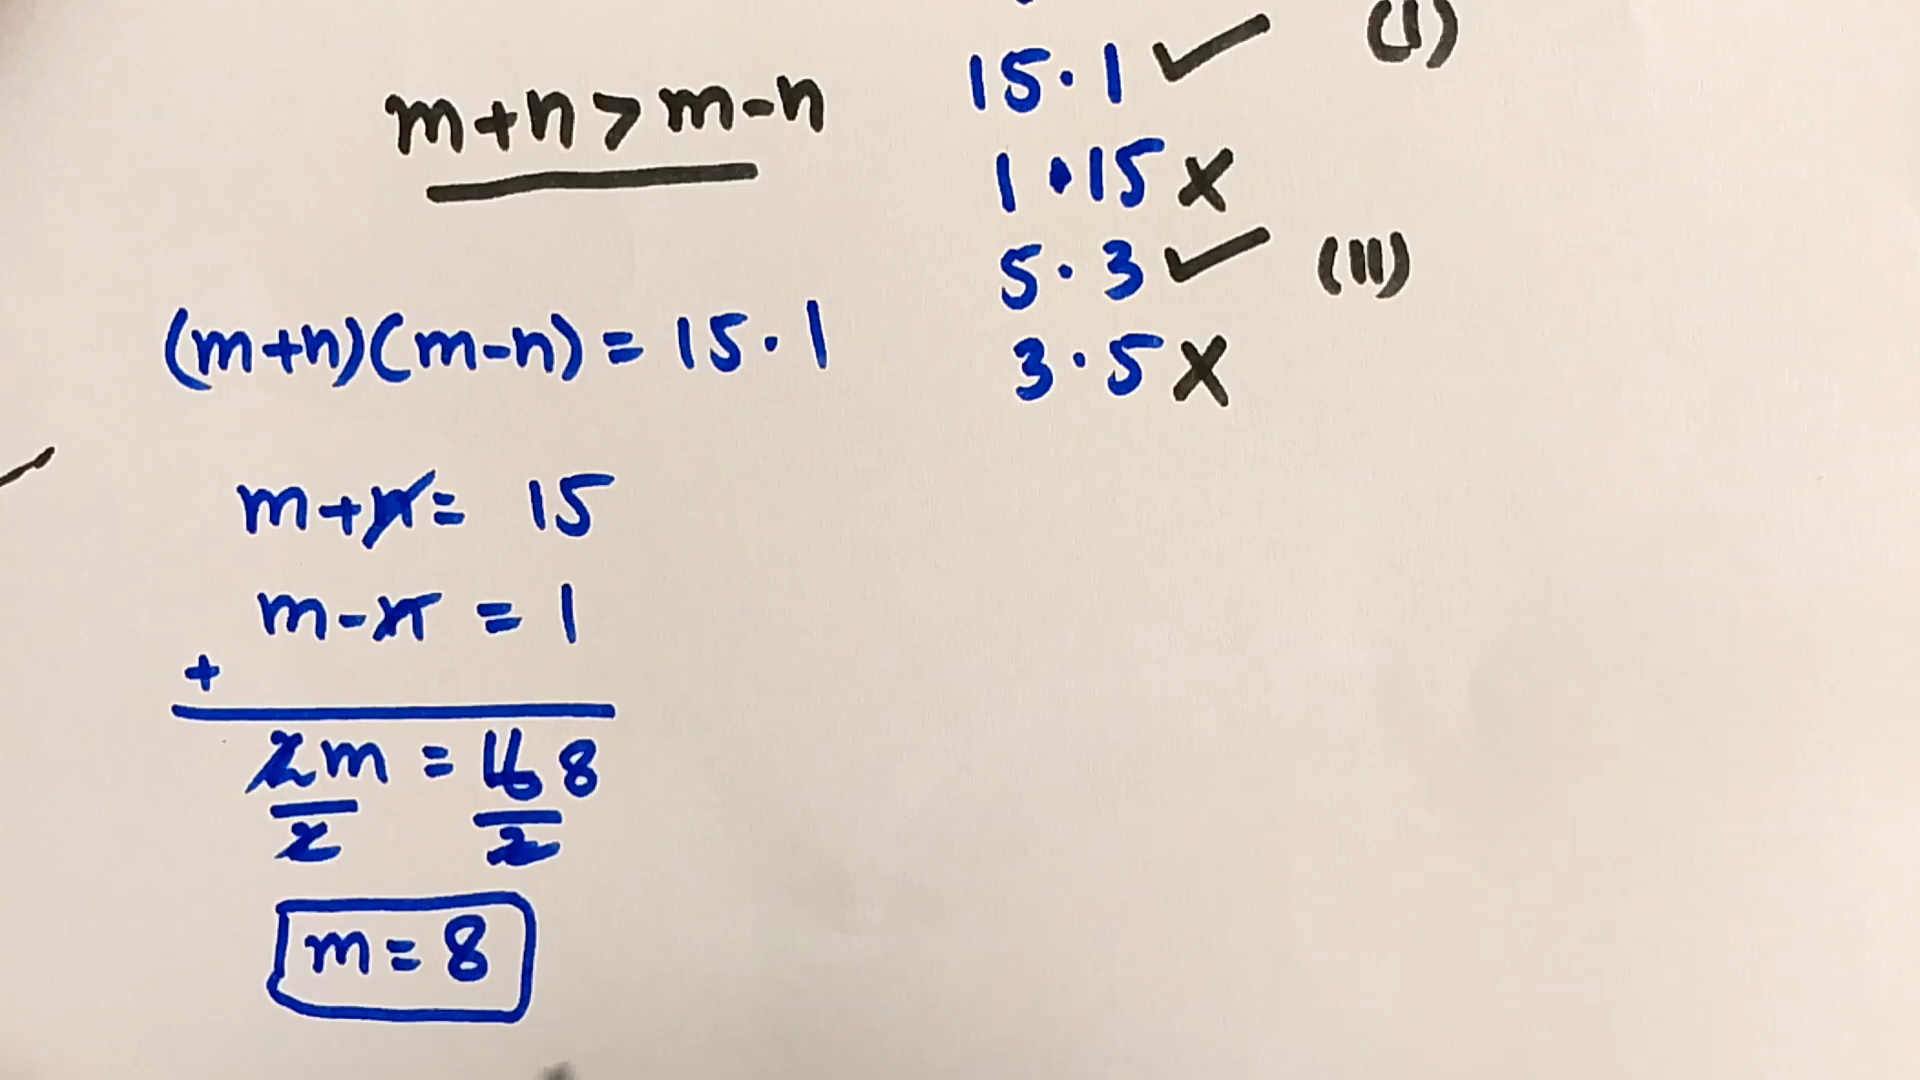 m+n>m-n
(m+n)(m-n)=15·1
m+n= 15
m-n = 1
+
2m = 16 8
2 2
m=8
15·1 ✓ (I)
1·15 X
5·3 ✓ (II)
3·5 X